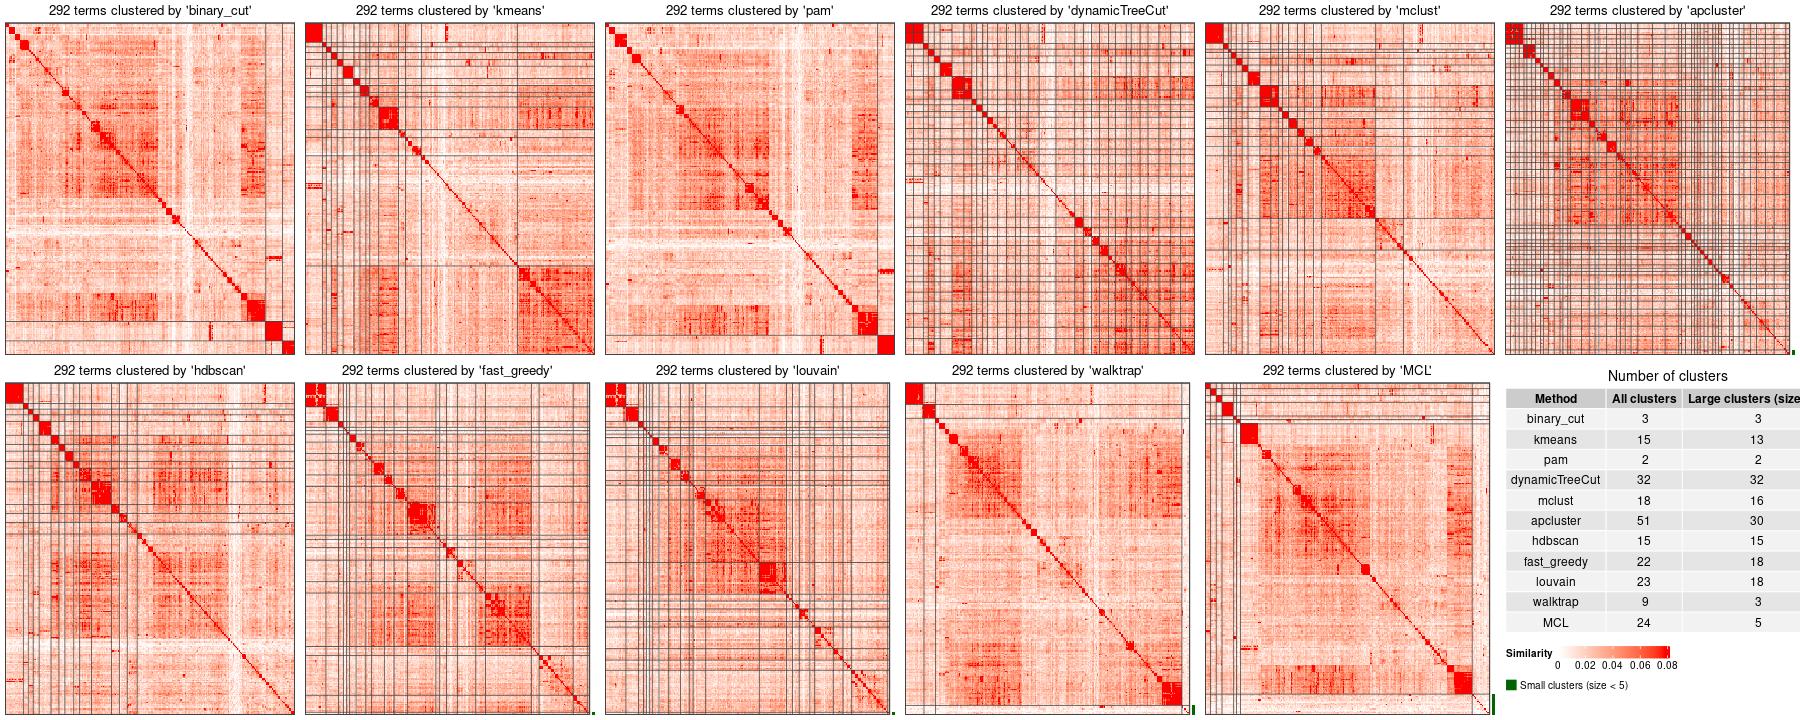 292 terms clustered by 'binary_cut'
292 terms clustered by 'kmeans'
292 terms clustered by 'pam'
292 terms clustered by 'dynamicTreeCut'
292 terms clustered by 'mclust'
292 terms clustered by 'apcluster'
292 terms clustered by 'hdbscan'
292 terms clustered by 'fast_greedy'
292 terms clustered by 'louvain'
292 terms clustered by 'walktrap'
292 terms clustered by 'MCL'
Number of clusters
Method All clusters Large clusters (size
binary_cut 3 3
kmeans 15 13
pam 2 2
dynamicTreeCut 32 32
mclust 18 16
apcluster 51 30
hdbscan 15 15
fast_greedy 22 18
louvain 23 18
walktrap 9 3
MCL 24 5
Similarity
0 0.02 0.04 0.06 0.08
Small clusters (size < 5)